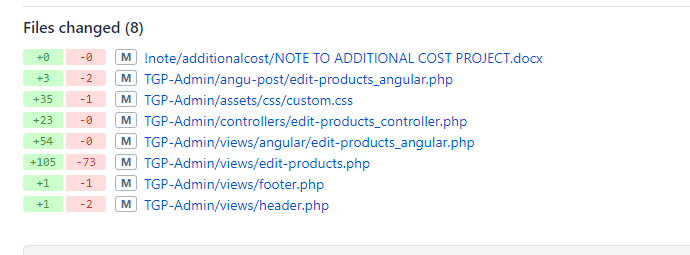 Files changed (8)
+0 -0 M !note/additionalcost/NOTE TO ADDITIONAL COST PROJECT.docx
+3 -2 M TGP-Admin/angu-post/edit-products_angular.php
+35 -1 M TGP-Admin/assets/css/custom.css
+23 -0 M TGP-Admin/controllers/edit-products_controller.php
+54 -0 M TGP-Admin/views/angular/edit-products_angular.php
+105 -73 M TGP-Admin/views/edit-products.php
+1 -1 M TGP-Admin/views/footer.php
+1 -2 M TGP-Admin/views/header.php